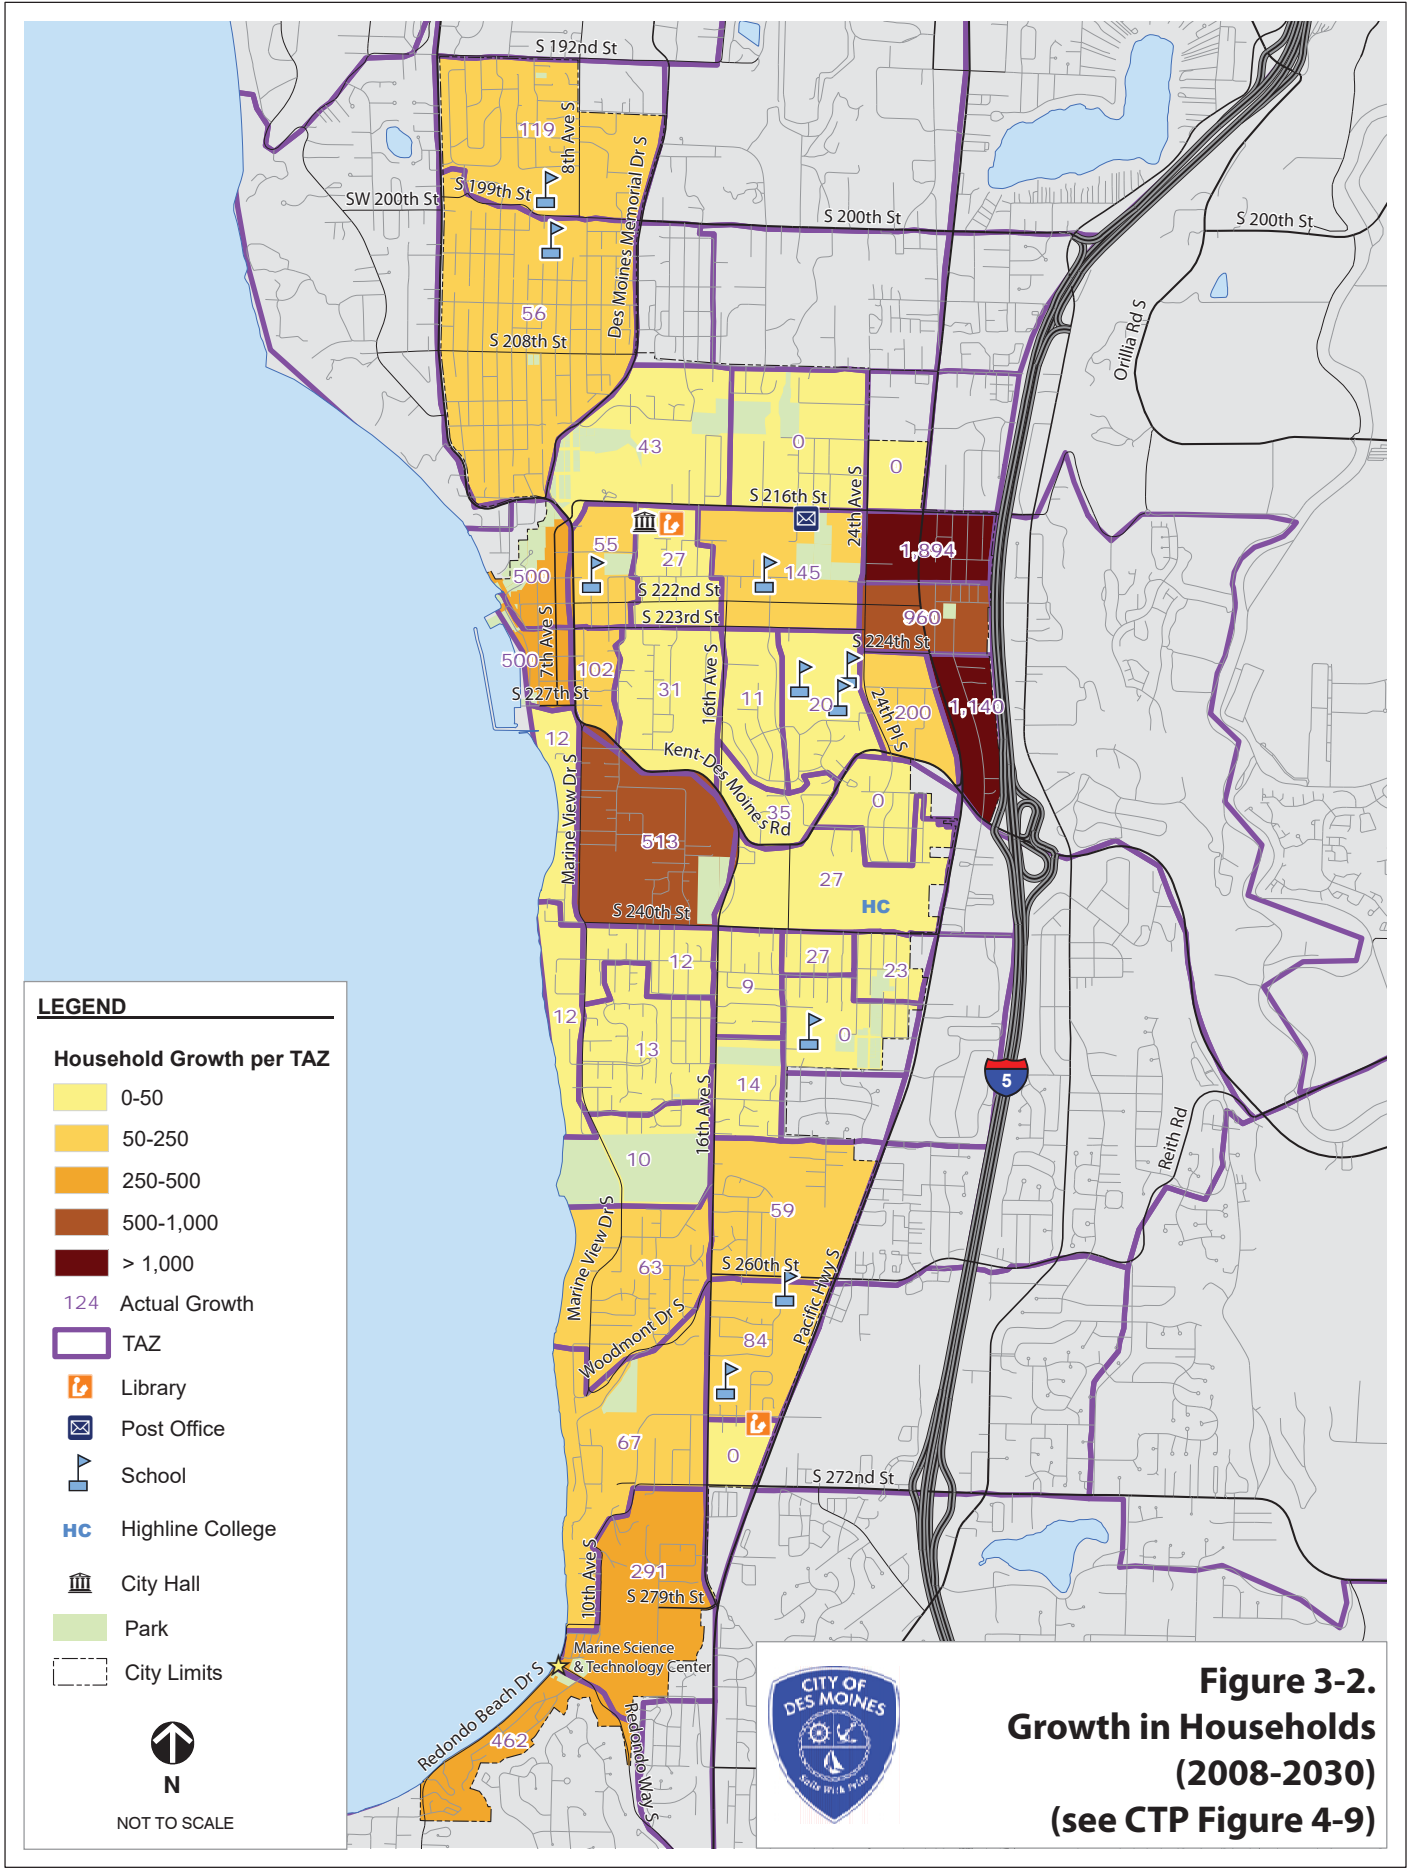 S 192nd St
119
8th Ave S
Des Moines Memorial Dr S
S 199th St
SW 200th St
S 200th St
S 200th St
56
S 208th St
Orillia Rd S
43
0
0
S 216th St
24th Ave S
55
27
145
1,894
500
S 222nd St
S 223rd St
960
S 224th St
7th Ave S
500
102
31
16th Ave S
11
20
24th Pl S
200
1,140
S 227th St
12
Marine View Dr S
Kent-Des Moines Rd
35
0
513
27
HC
S 240th St
12
27
23
9
12
13
0
14
16th Ave S
5
Reith Rd
10
59
Marine View Dr S
63
S 260th St
Pacific Hwy S
Woodmont Dr S
84
67
0
S 272nd St
291
10th Ave S
S 279th St
Marine Science
& Technology Center
Redondo Beach Dr S
462
Redondo Way S
LEGEND
Household Growth per TAZ
0-50
50-250
250-500
500-1,000
> 1,000
124 Actual Growth
TAZ
Library
Post Office
School
HC Highline College
City Hall
Park
City Limits
N
NOT TO SCALE
CITY OF
DES MOINES
Sails With Pride
Figure 3-2.
Growth in Households
(2008-2030)
(see CTP Figure 4-9)